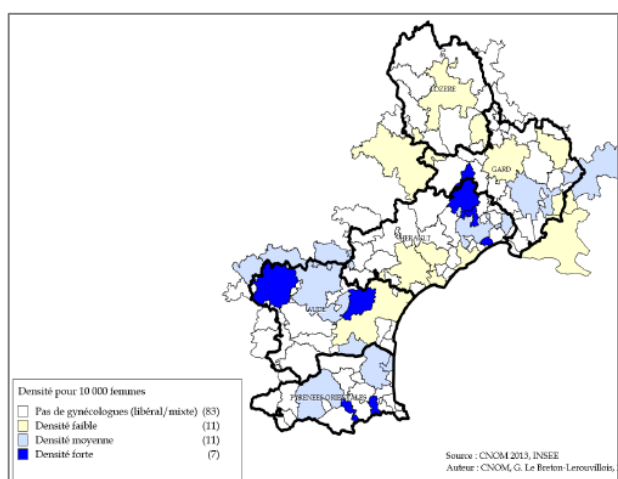 LOZERE
GARD
HERAULT
AUDE
PYRENEES-ORIENTALES
Densité pour 10 000 femmes
Pas de gynécologues (libéral/mixte) (83)
Densité faible (11)
Densité moyenne (11)
Densité forte (7)
Source : CNOM 2013, INSEE
Auteur : CNOM, G. Le Breton-Lerouvillois,